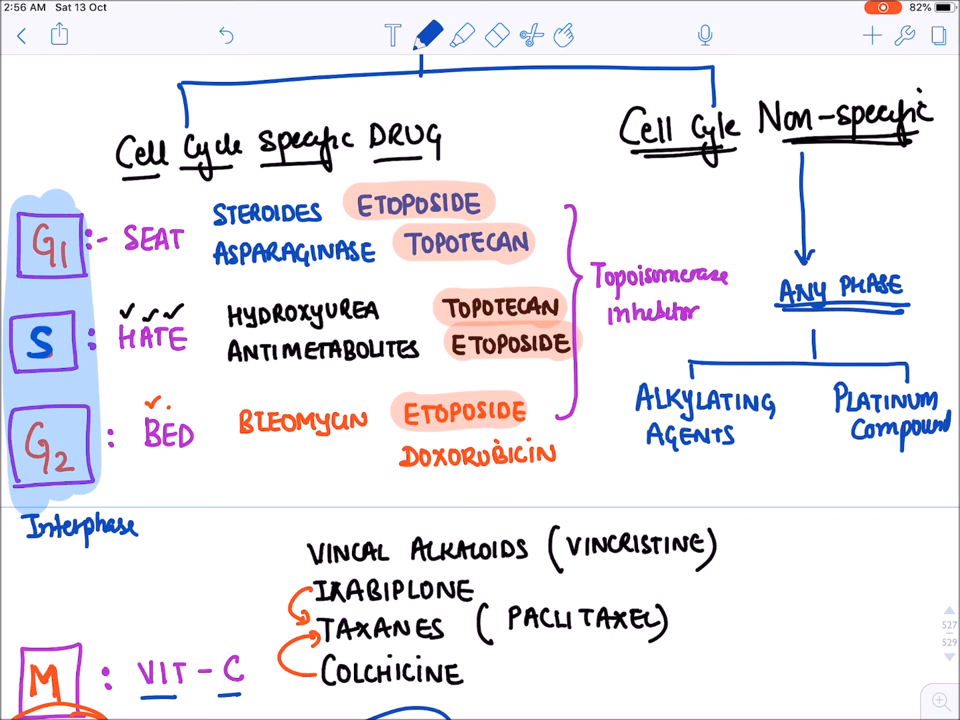 2:56 AM Sat 13 Oct
82%
T
Cell Cycle Specific DRUG
Cell Cyle Non-specific
G1 :- SEAT
STEROIDES ETOPOSIDE
ASPARAGINASE TOPOTECAN
S : HATE
HYDROXYUREA TOPOTECAN
ANTIMETABOLITES ETOPOSIDE
G2 : BED
BLEOMYCIN ETOPOSIDE
DOXORUBICIN
Topoisomerase
inhebitor
ANY PHASE
ALKYLATING
AGENTS
PLATINUM
Compound
Interphase
VINCAL ALKALOIDS (VINCRISTINE)
IXABIPLONE
TAXANES (PACLITAXEL)
COLCHICINE
M : VIT - C
527
529